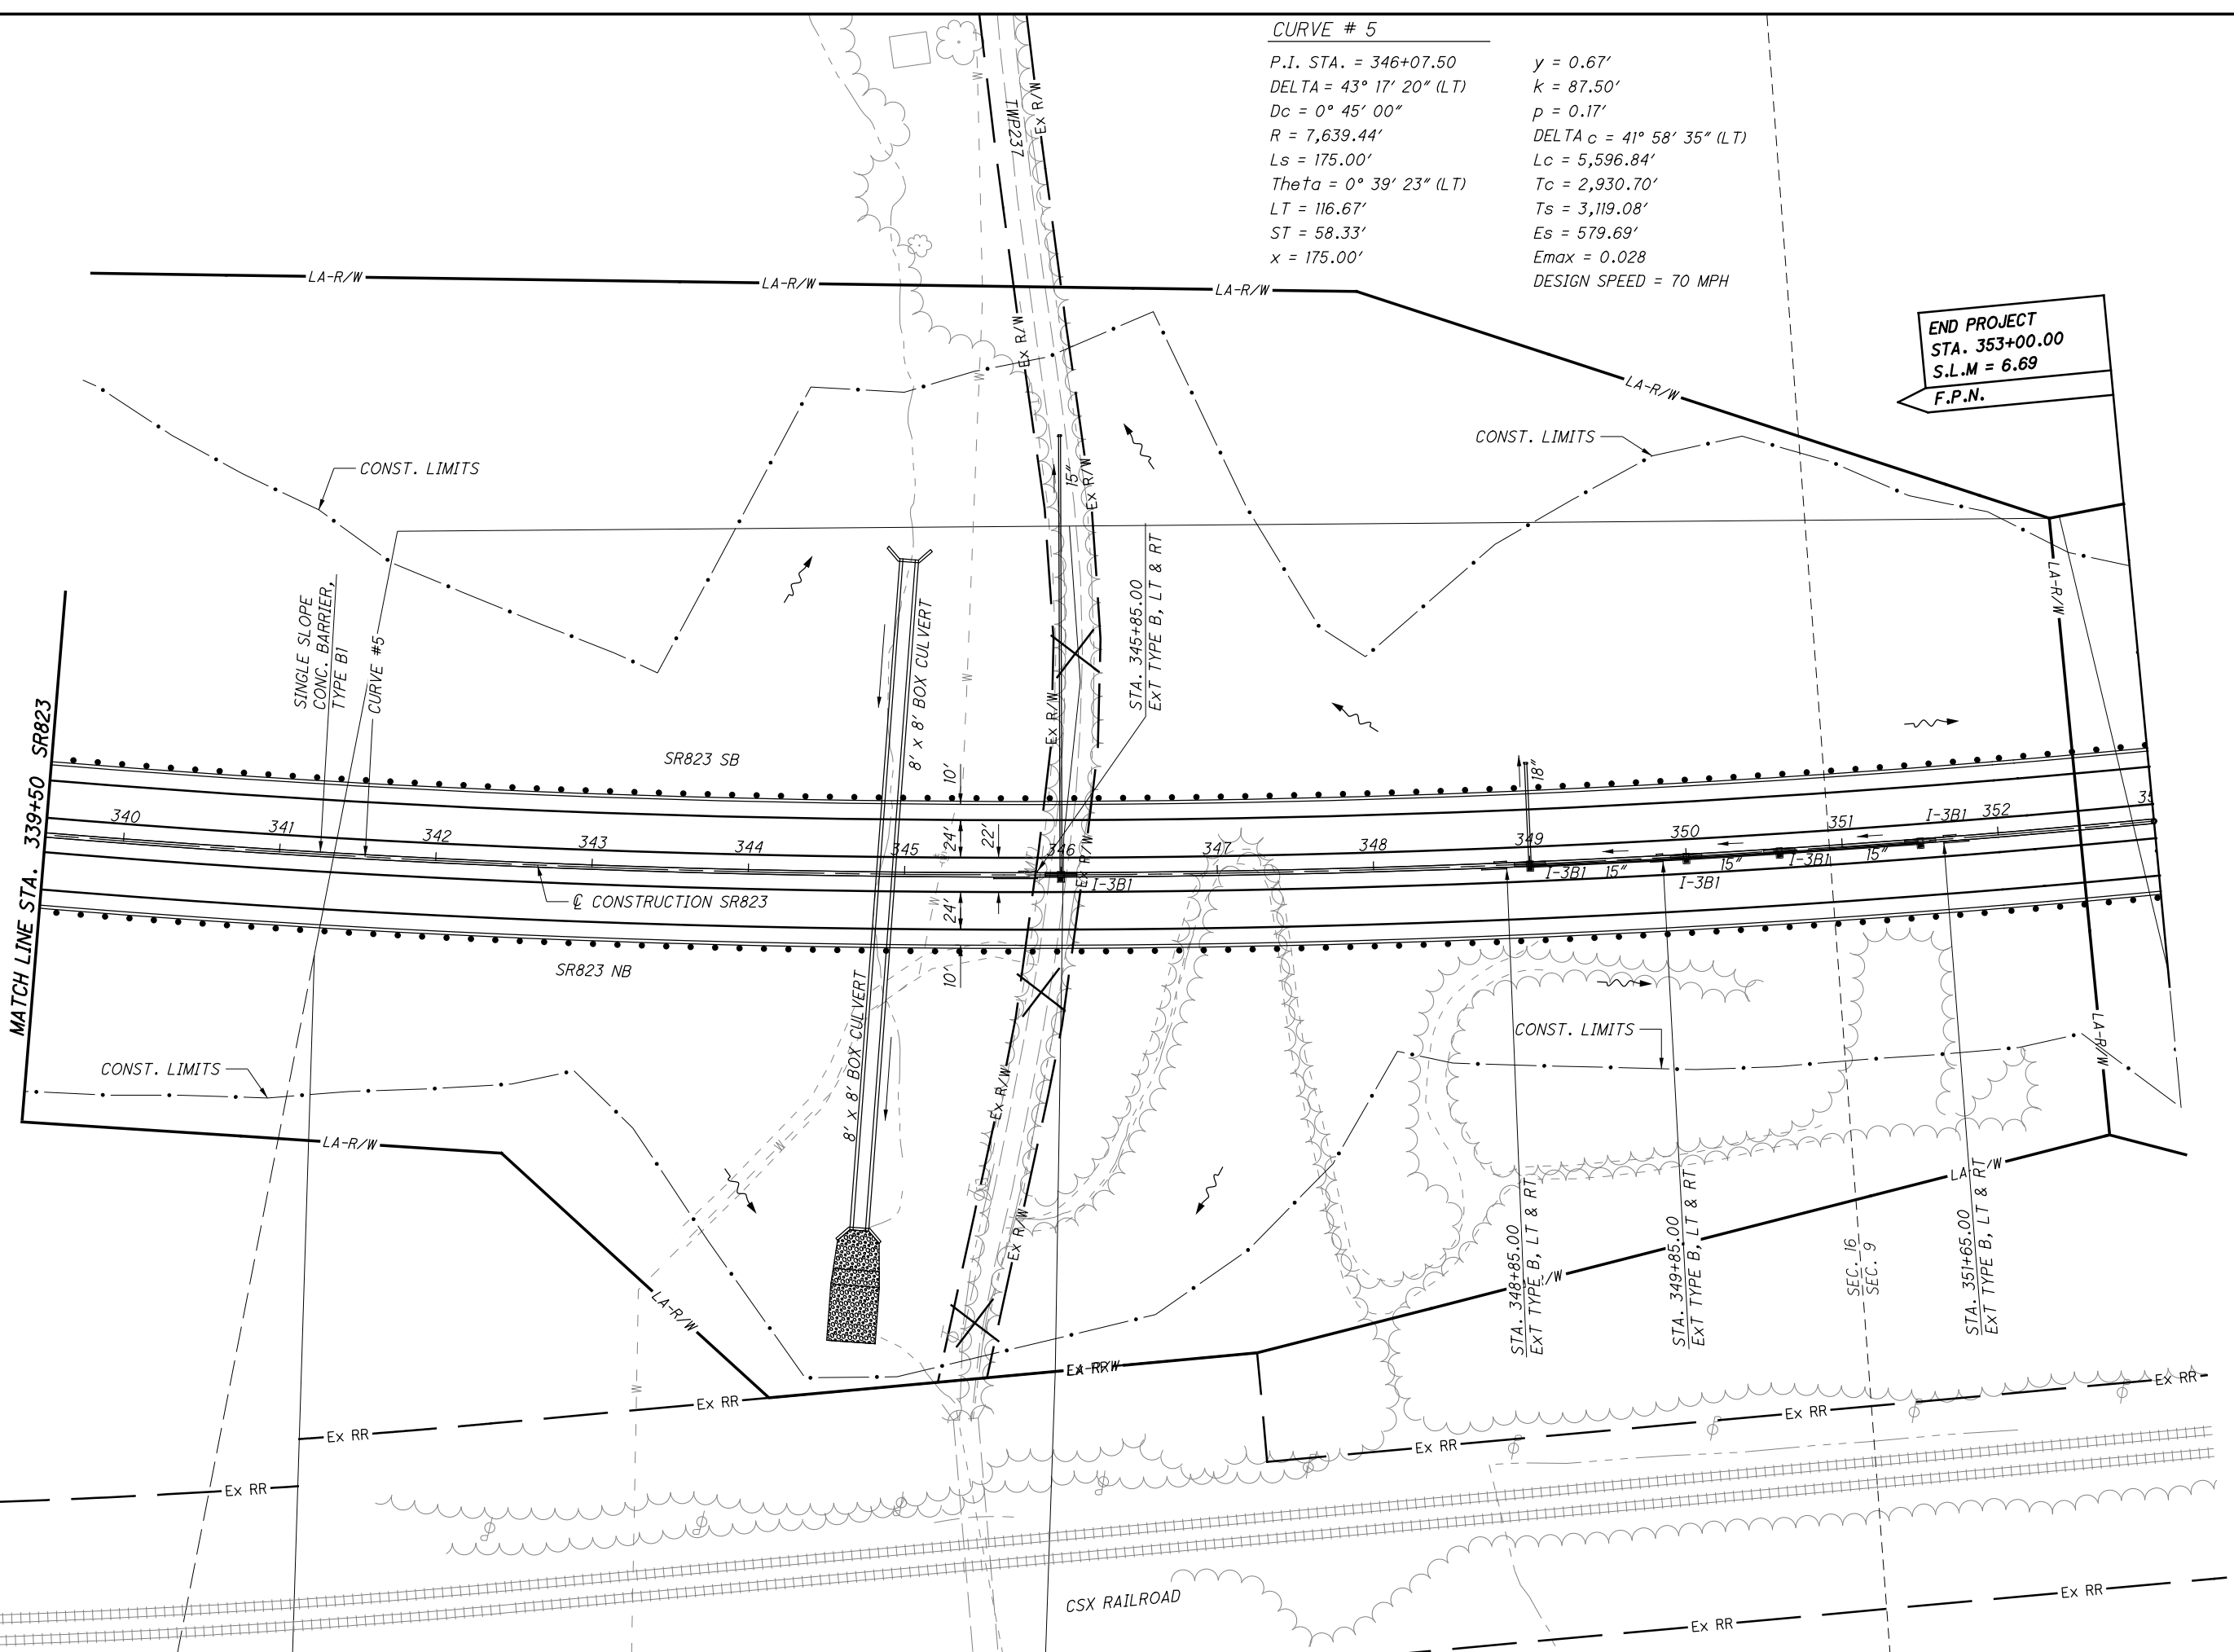 CURVE # 5
P.I. STA. = 346+07.50
DELTA = 43° 17' 20" (LT)
Dc = 0° 45' 00"
R = 7,639.44'
Ls = 175.00'
Theta = 0° 39' 23" (LT)
LT = 116.67'
ST = 58.33'
x = 175.00'
y = 0.67'
k = 87.50'
p = 0.17'
DELTA c = 41° 58' 35" (LT)
Lc = 5,596.84'
Tc = 2,930.70'
Ts = 3,119.08'
Es = 579.69'
Emax = 0.028
DESIGN SPEED = 70 MPH
W
TWP237
Ex R/W
LA-R/W
LA-R/W
LA-R/W
LA-R/W
END PROJECT
STA. 353+00.00
S.L.M = 6.69
F.P.N.
Ex R/W
W
CONST. LIMITS
CONST. LIMITS
15"
Ex R/W
LA-R/W
SINGLE SLOPE
CONC. BARRIER,
TYPE B1
CURVE #5
8' x 8' BOX CULVERT
W
STA. 345+85.00
ExT TYPE B, LT & RT
Ex R/W
MATCH LINE STA. 339+50 SR823
SR823 SB
10'
18"
24'
22'
340
341
342
343
344
345
346
347
348
349
350
351
352
35
I-3B1
I-3B1
I-3B1
I-3B1
I-3B1
15"
15"
15"
Ex R/W
W
℄ CONSTRUCTION SR823
24'
10'
SR823 NB
8' x 8' BOX CULVERT
CONST. LIMITS
CONST. LIMITS
LA-R/W
LA-R/W
W
Ex R/W
Ex R/W
LA-R/W
LA-R/W
STA. 348+85.00
ExT TYPE B, LT & RT
STA. 349+85.00
ExT TYPE B, LT & RT
SEC. 16
SEC. 9
STA. 351+65.00
ExT TYPE B, LT & RT
W
Ex RR
Ex RR
Ex RR
Ex RR
Ex RR
Ex RR
CSX RAILROAD
Ex RR
Ex RR